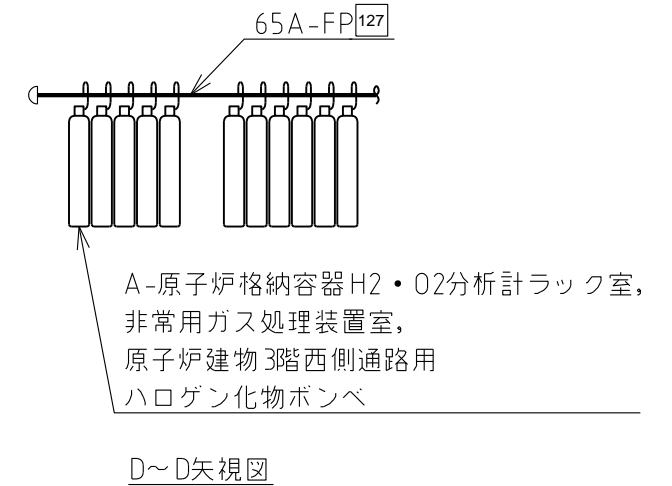 65A-FP 127
A-原子炉格納容器H2・O2分析計ラック室,
非常用ガス処理装置室,
原子炉建物3階西側通路用
ハロゲン化物ボンベ
D～D矢視図